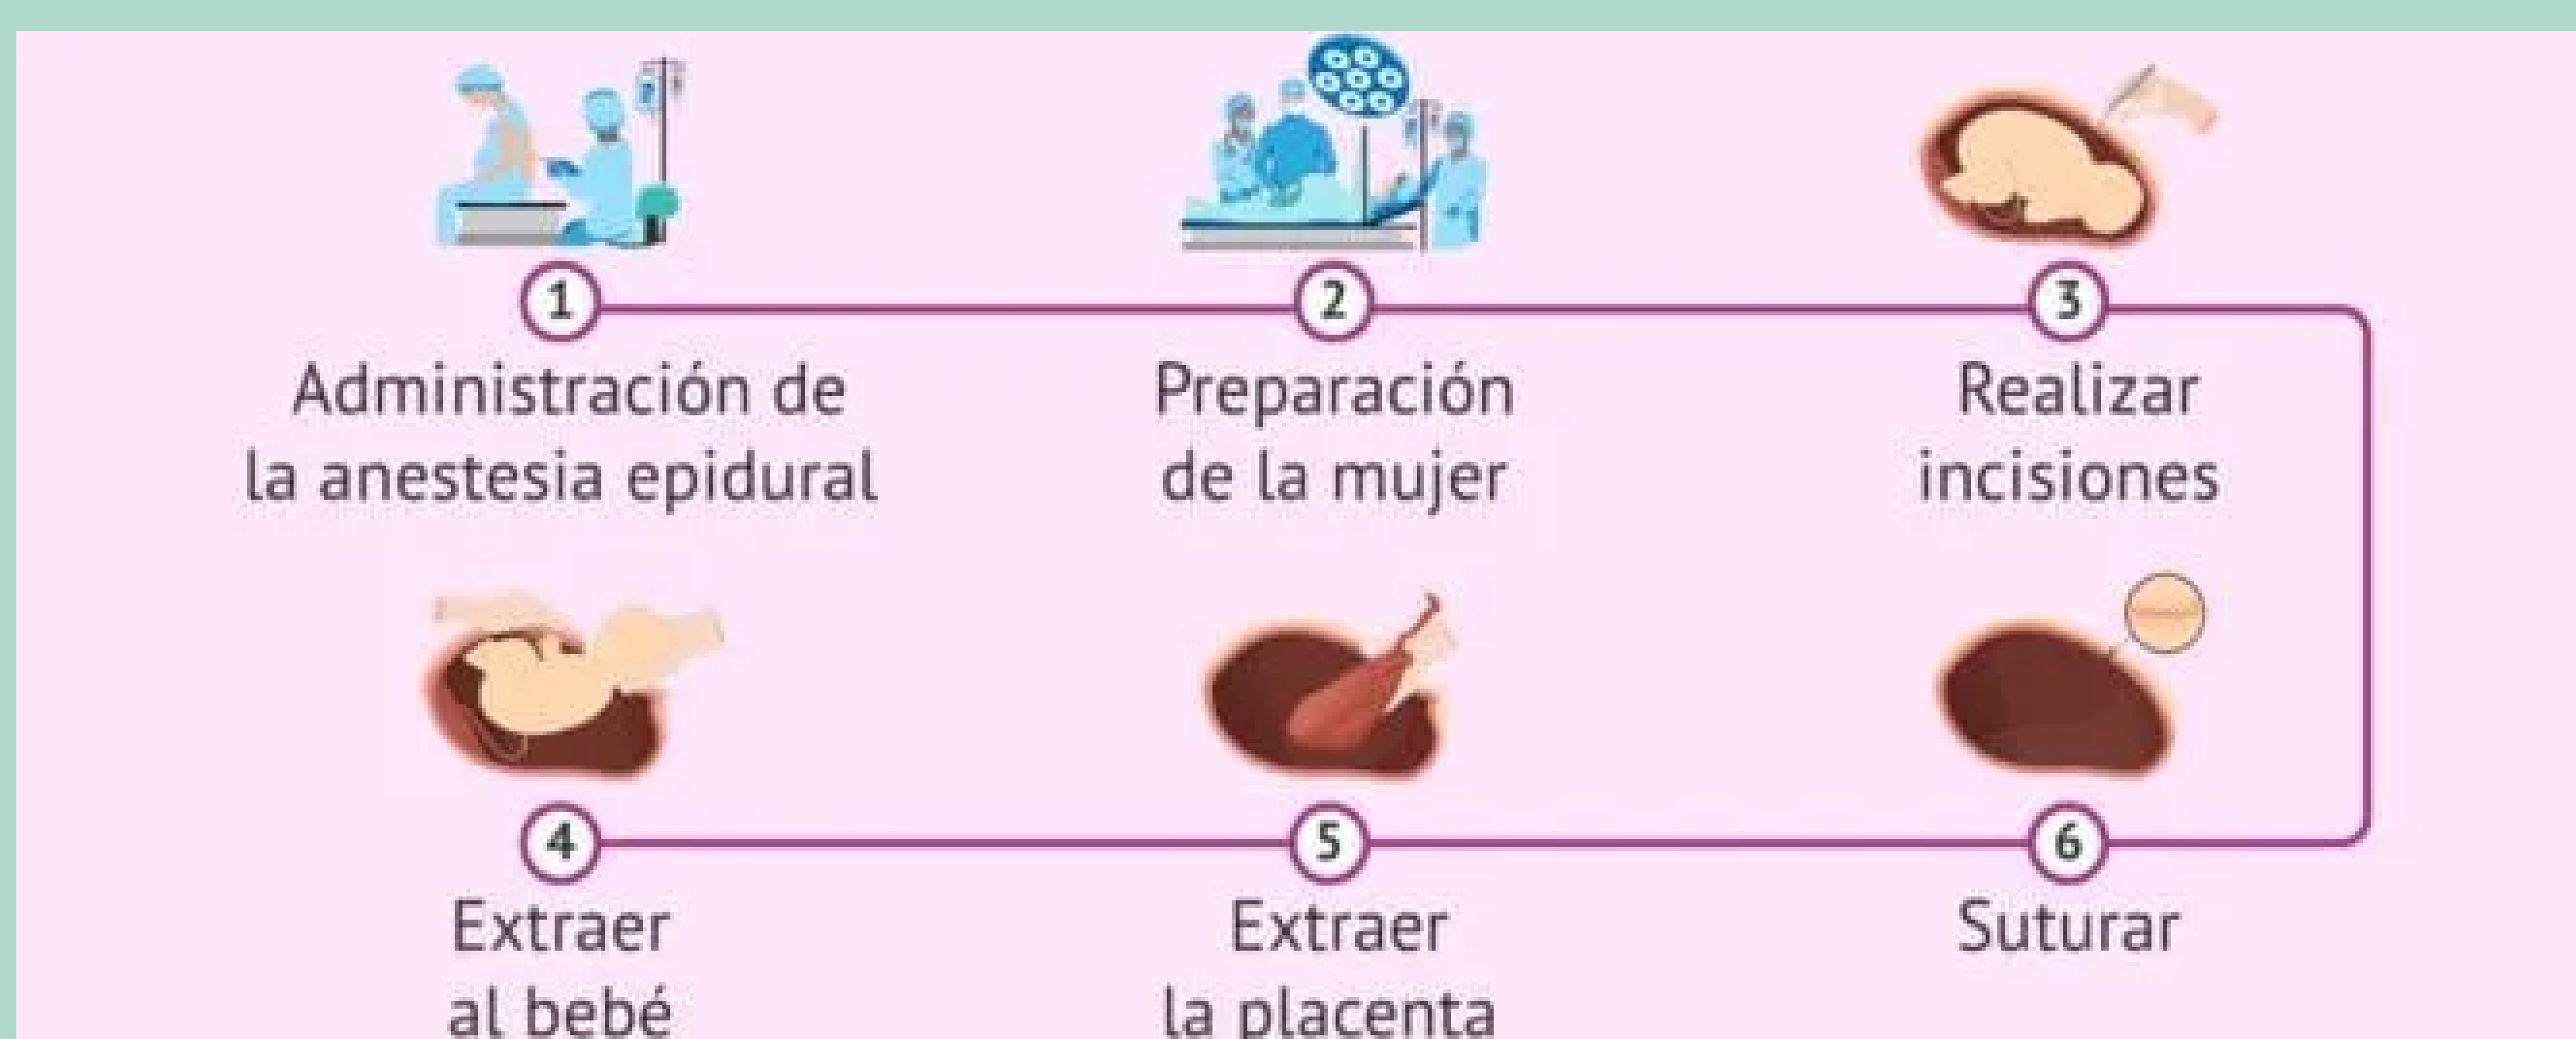 1
Administración de
la anestesia epidural
2
Preparación
de la mujer
3
Realizar
incisiones
4
Extraer
al bebé
5
Extraer
la placenta
6
Suturar